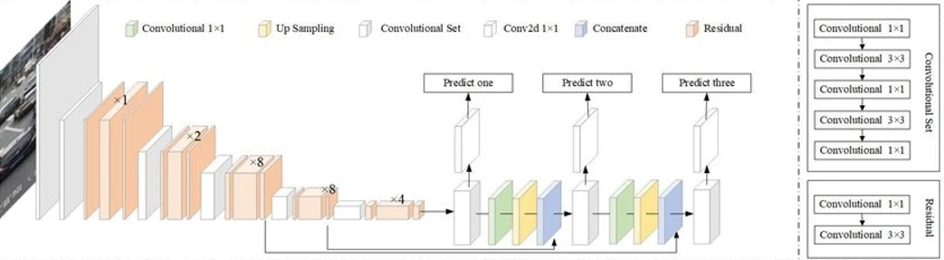 Convolutional 1×1
Up Sampling
Convolutional Set
Conv2d 1×1
Concatenate
Residual
×1
×2
×8
×8
×4
Predict one
Predict two
Predict three
Convolutional 1×1
Convolutional 3×3
Convolutional 1×1
Convolutional 3×3
Convolutional 1×1
Convolutional Set
Convolutional 1×1
Convolutional 3×3
Residual